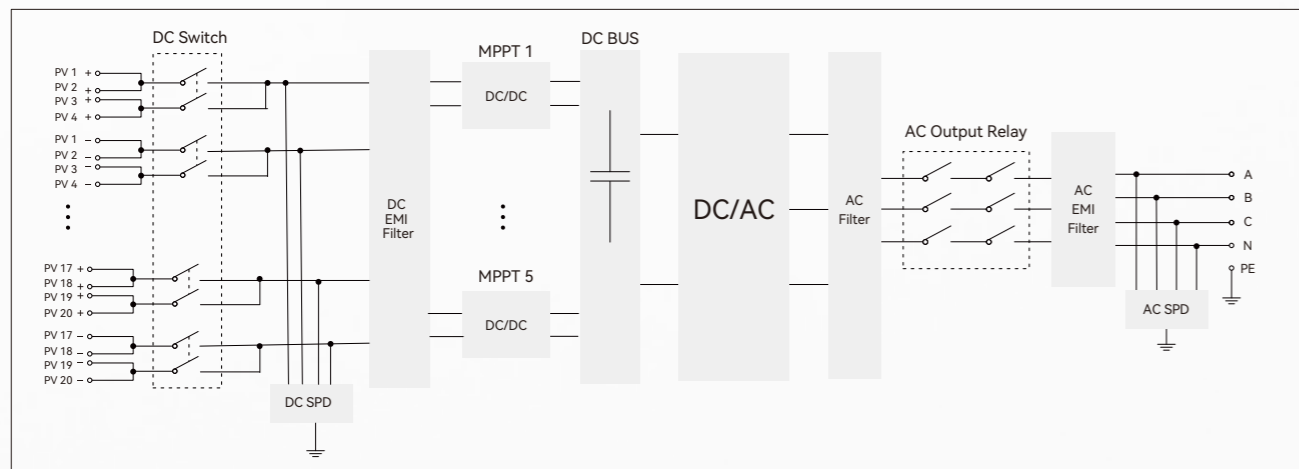 DC Switch
PV 1 +
PV 2 +
PV 3 +
PV 4 +
PV 1 −
PV 2 −
PV 3 −
PV 4 −
PV 17 +
PV 18 +
PV 19 +
PV 20 +
PV 17 −
PV 18 −
PV 19 −
PV 20 −
DC SPD
DC
EMI
Filter
MPPT 1
DC/DC
MPPT 5
DC/DC
DC BUS
DC/AC
AC
Filter
AC Output Relay
AC
EMI
Filter
A
B
C
N
PE
AC SPD